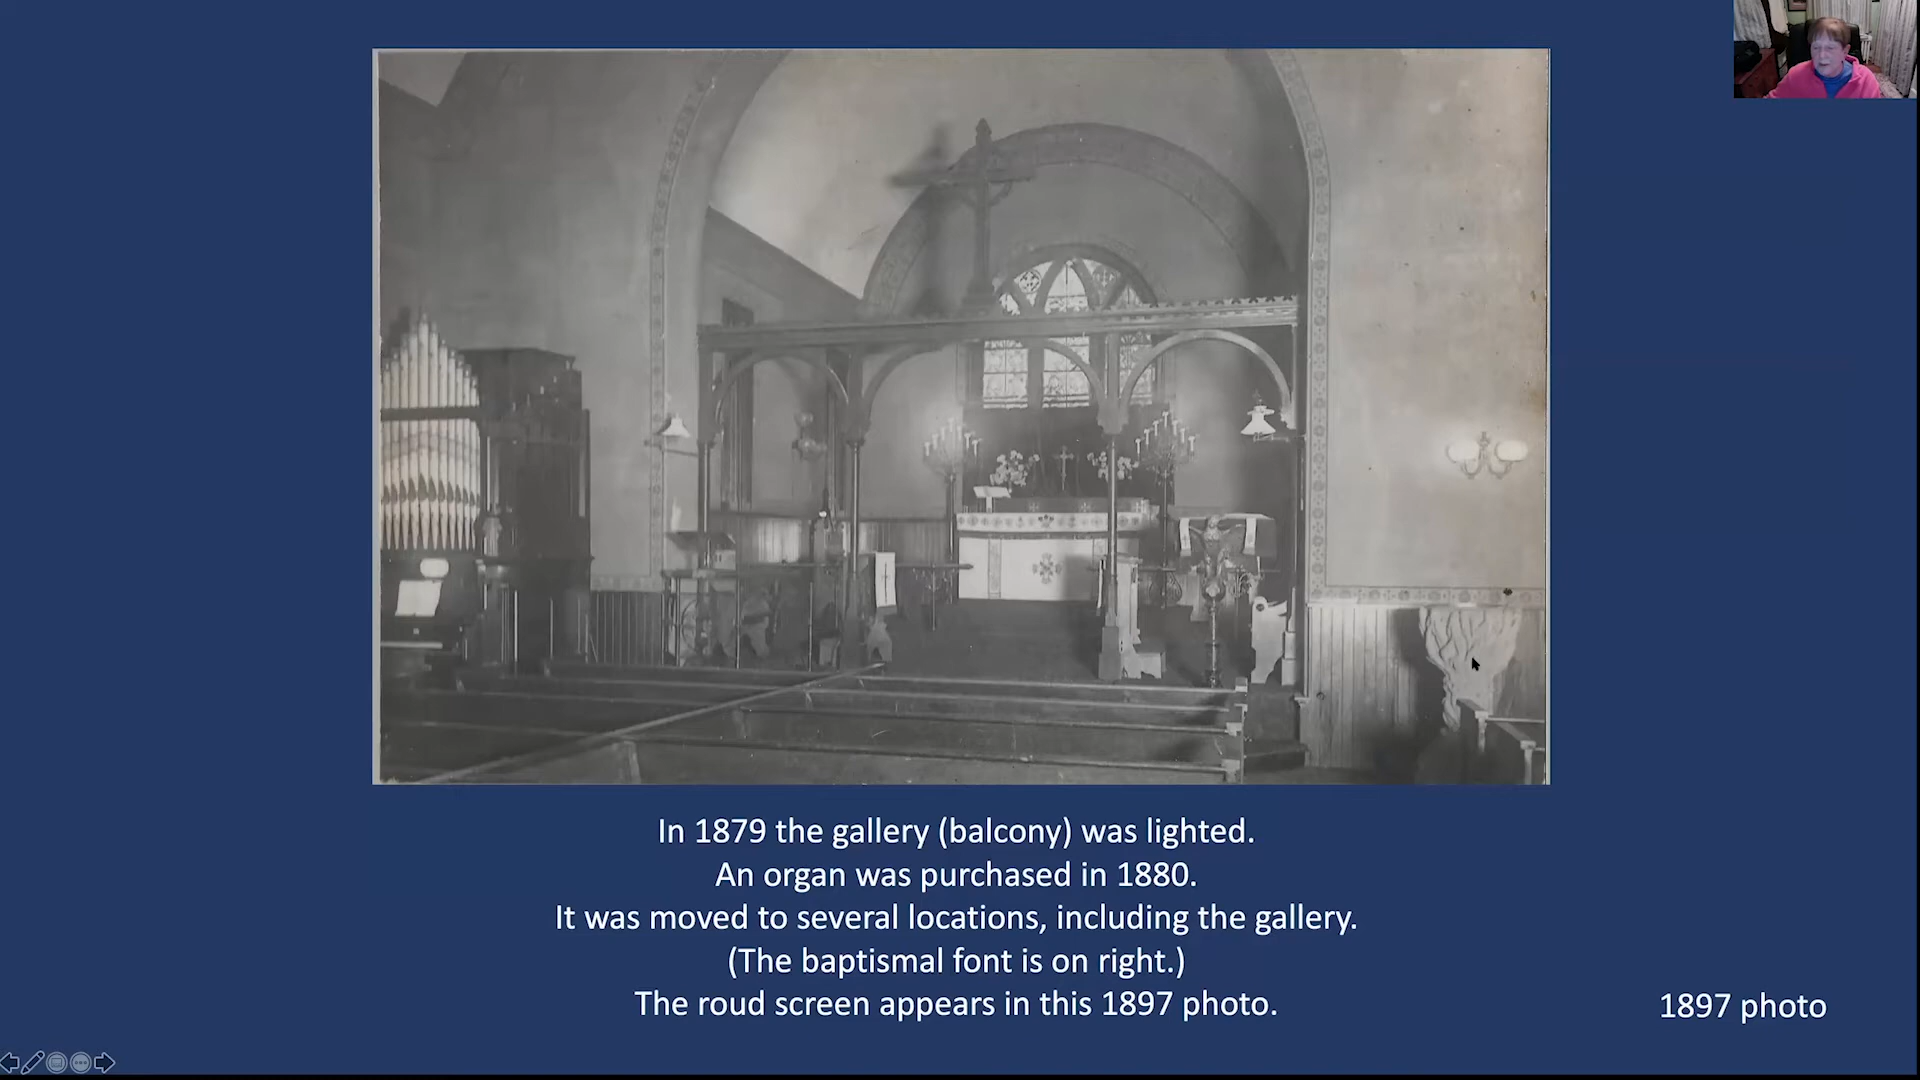 In 1879 the gallery (balcony) was lighted.
An organ was purchased in 1880.
It was moved to several locations, including the gallery.
(The baptismal font is on right.)
The roud screen appears in this 1897 photo.
1897 photo